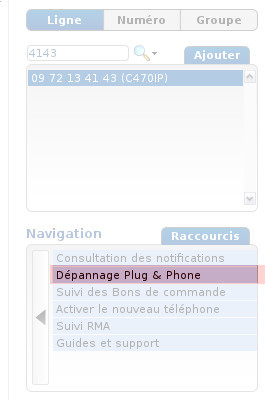 Ligne Numéro Groupe
4143
Ajouter
09 72 13 41 43 (C470IP)
Navigation Raccourcis
Consultation des notifications
Dépannage Plug & Phone
Suivi des Bons de commande
Activer le nouveau téléphone
Suivi RMA
Guides et support